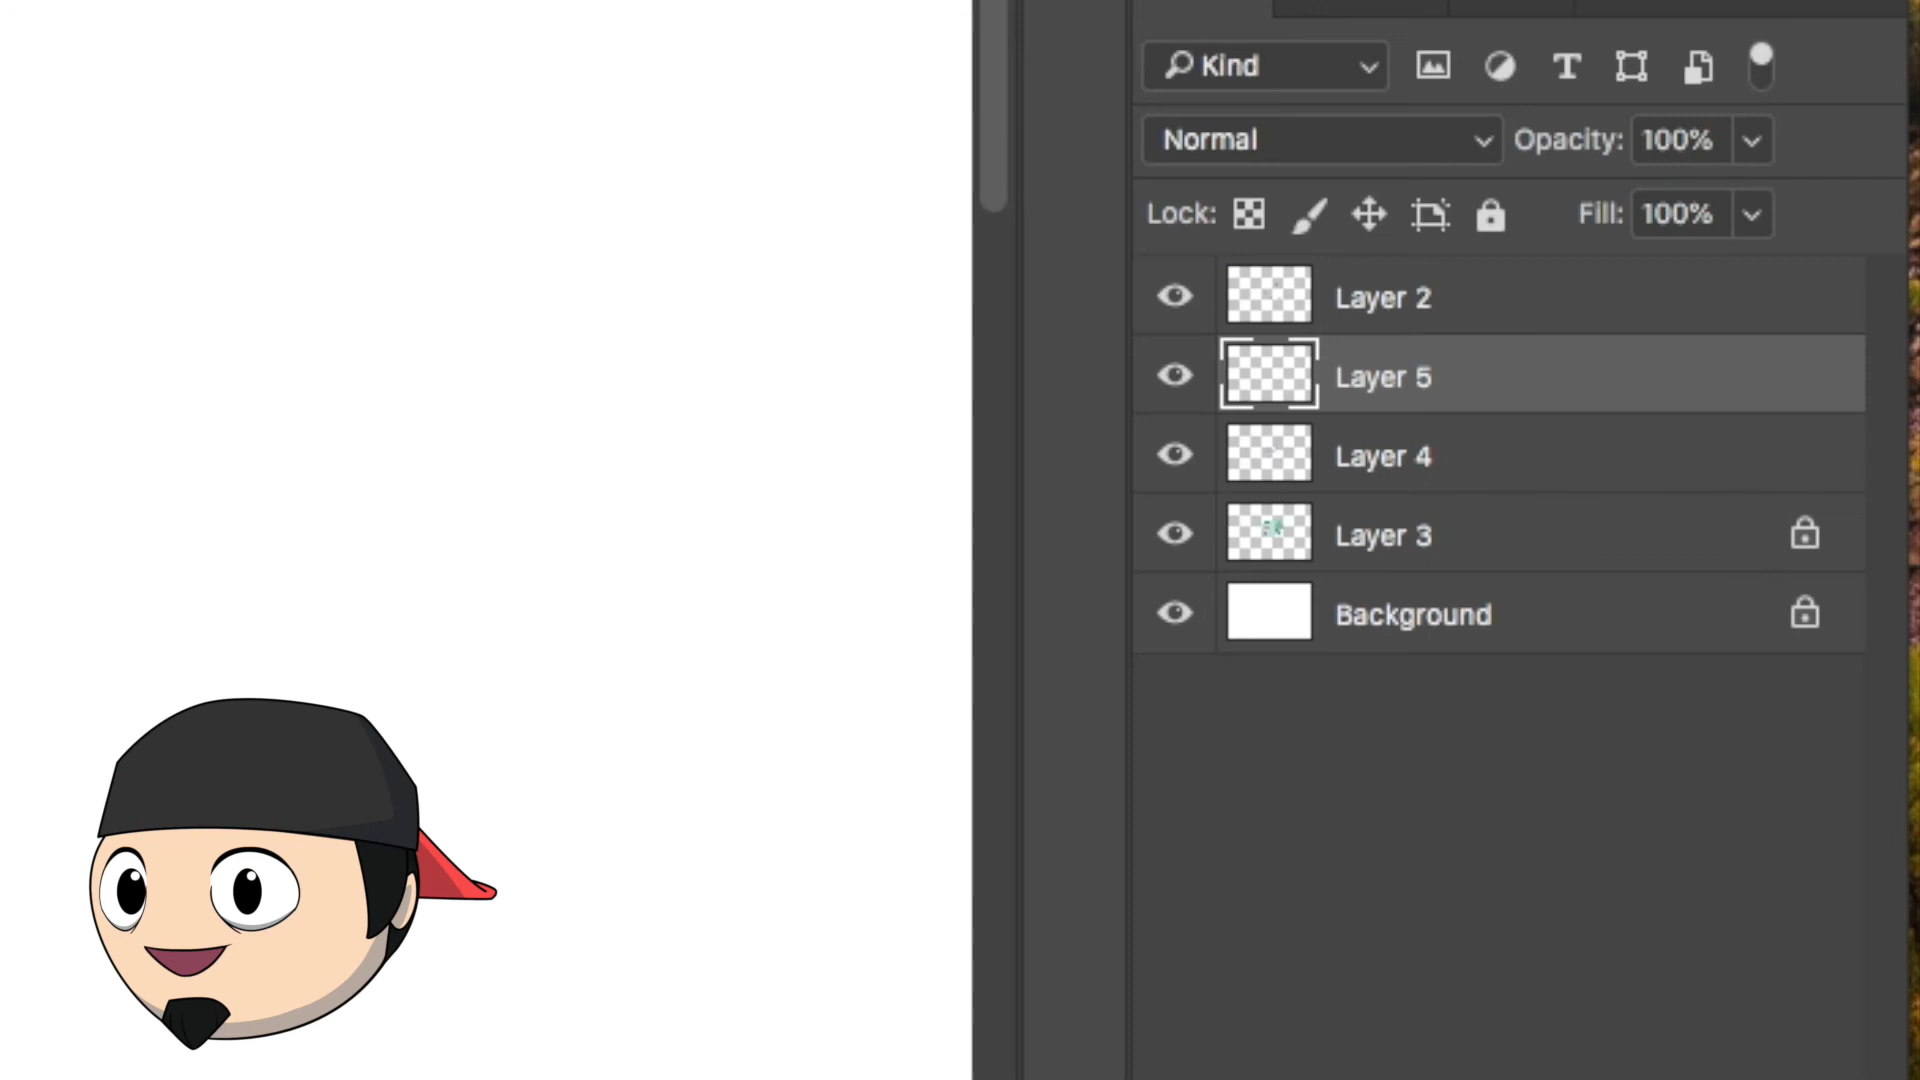 Kind
Normal Opacity: 100%
Lock: Fill: 100%
Layer 2
Layer 5
Layer 4
Layer 3
Background